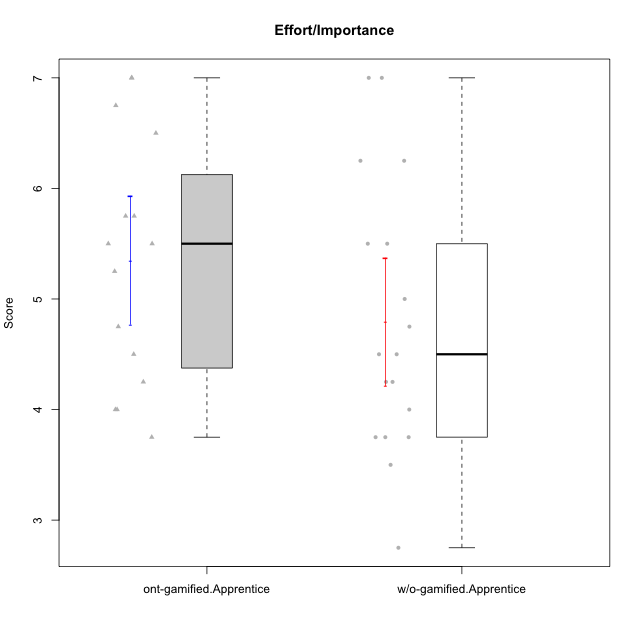 Effort/Importance
Score
7
6
5
4
3
ont-gamified.Apprentice
w/o-gamified.Apprentice